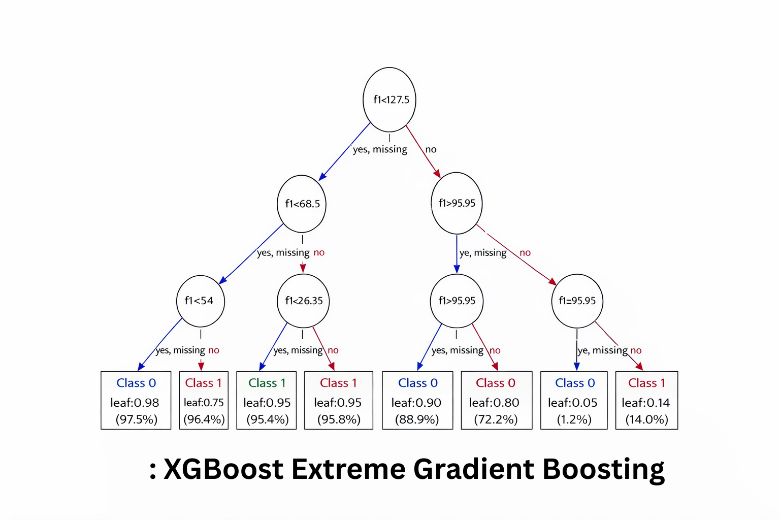 f1<127.5
yes, missing no
f1<68.5 f1>95.95
yes, missing no ye, missing no
f1<54 f1<26.35 f1>95.95 f1=95.95
yes, missing no yes, missing no yes, missing no ye, missing no
Class 0 Class 1 Class 1 Class 1 Class 0 Class 0 Class 0 Class 1
leaf:0.98 leaf:0.75 leaf:0.95 leaf:0.95 leaf:0.90 leaf:0.80 leaf:0.05 leaf:0.14
(97.5%) (96.4%) (95.4%) (95.8%) (88.9%) (72.2%) (1.2%) (14.0%)
: XGBoost Extreme Gradient Boosting